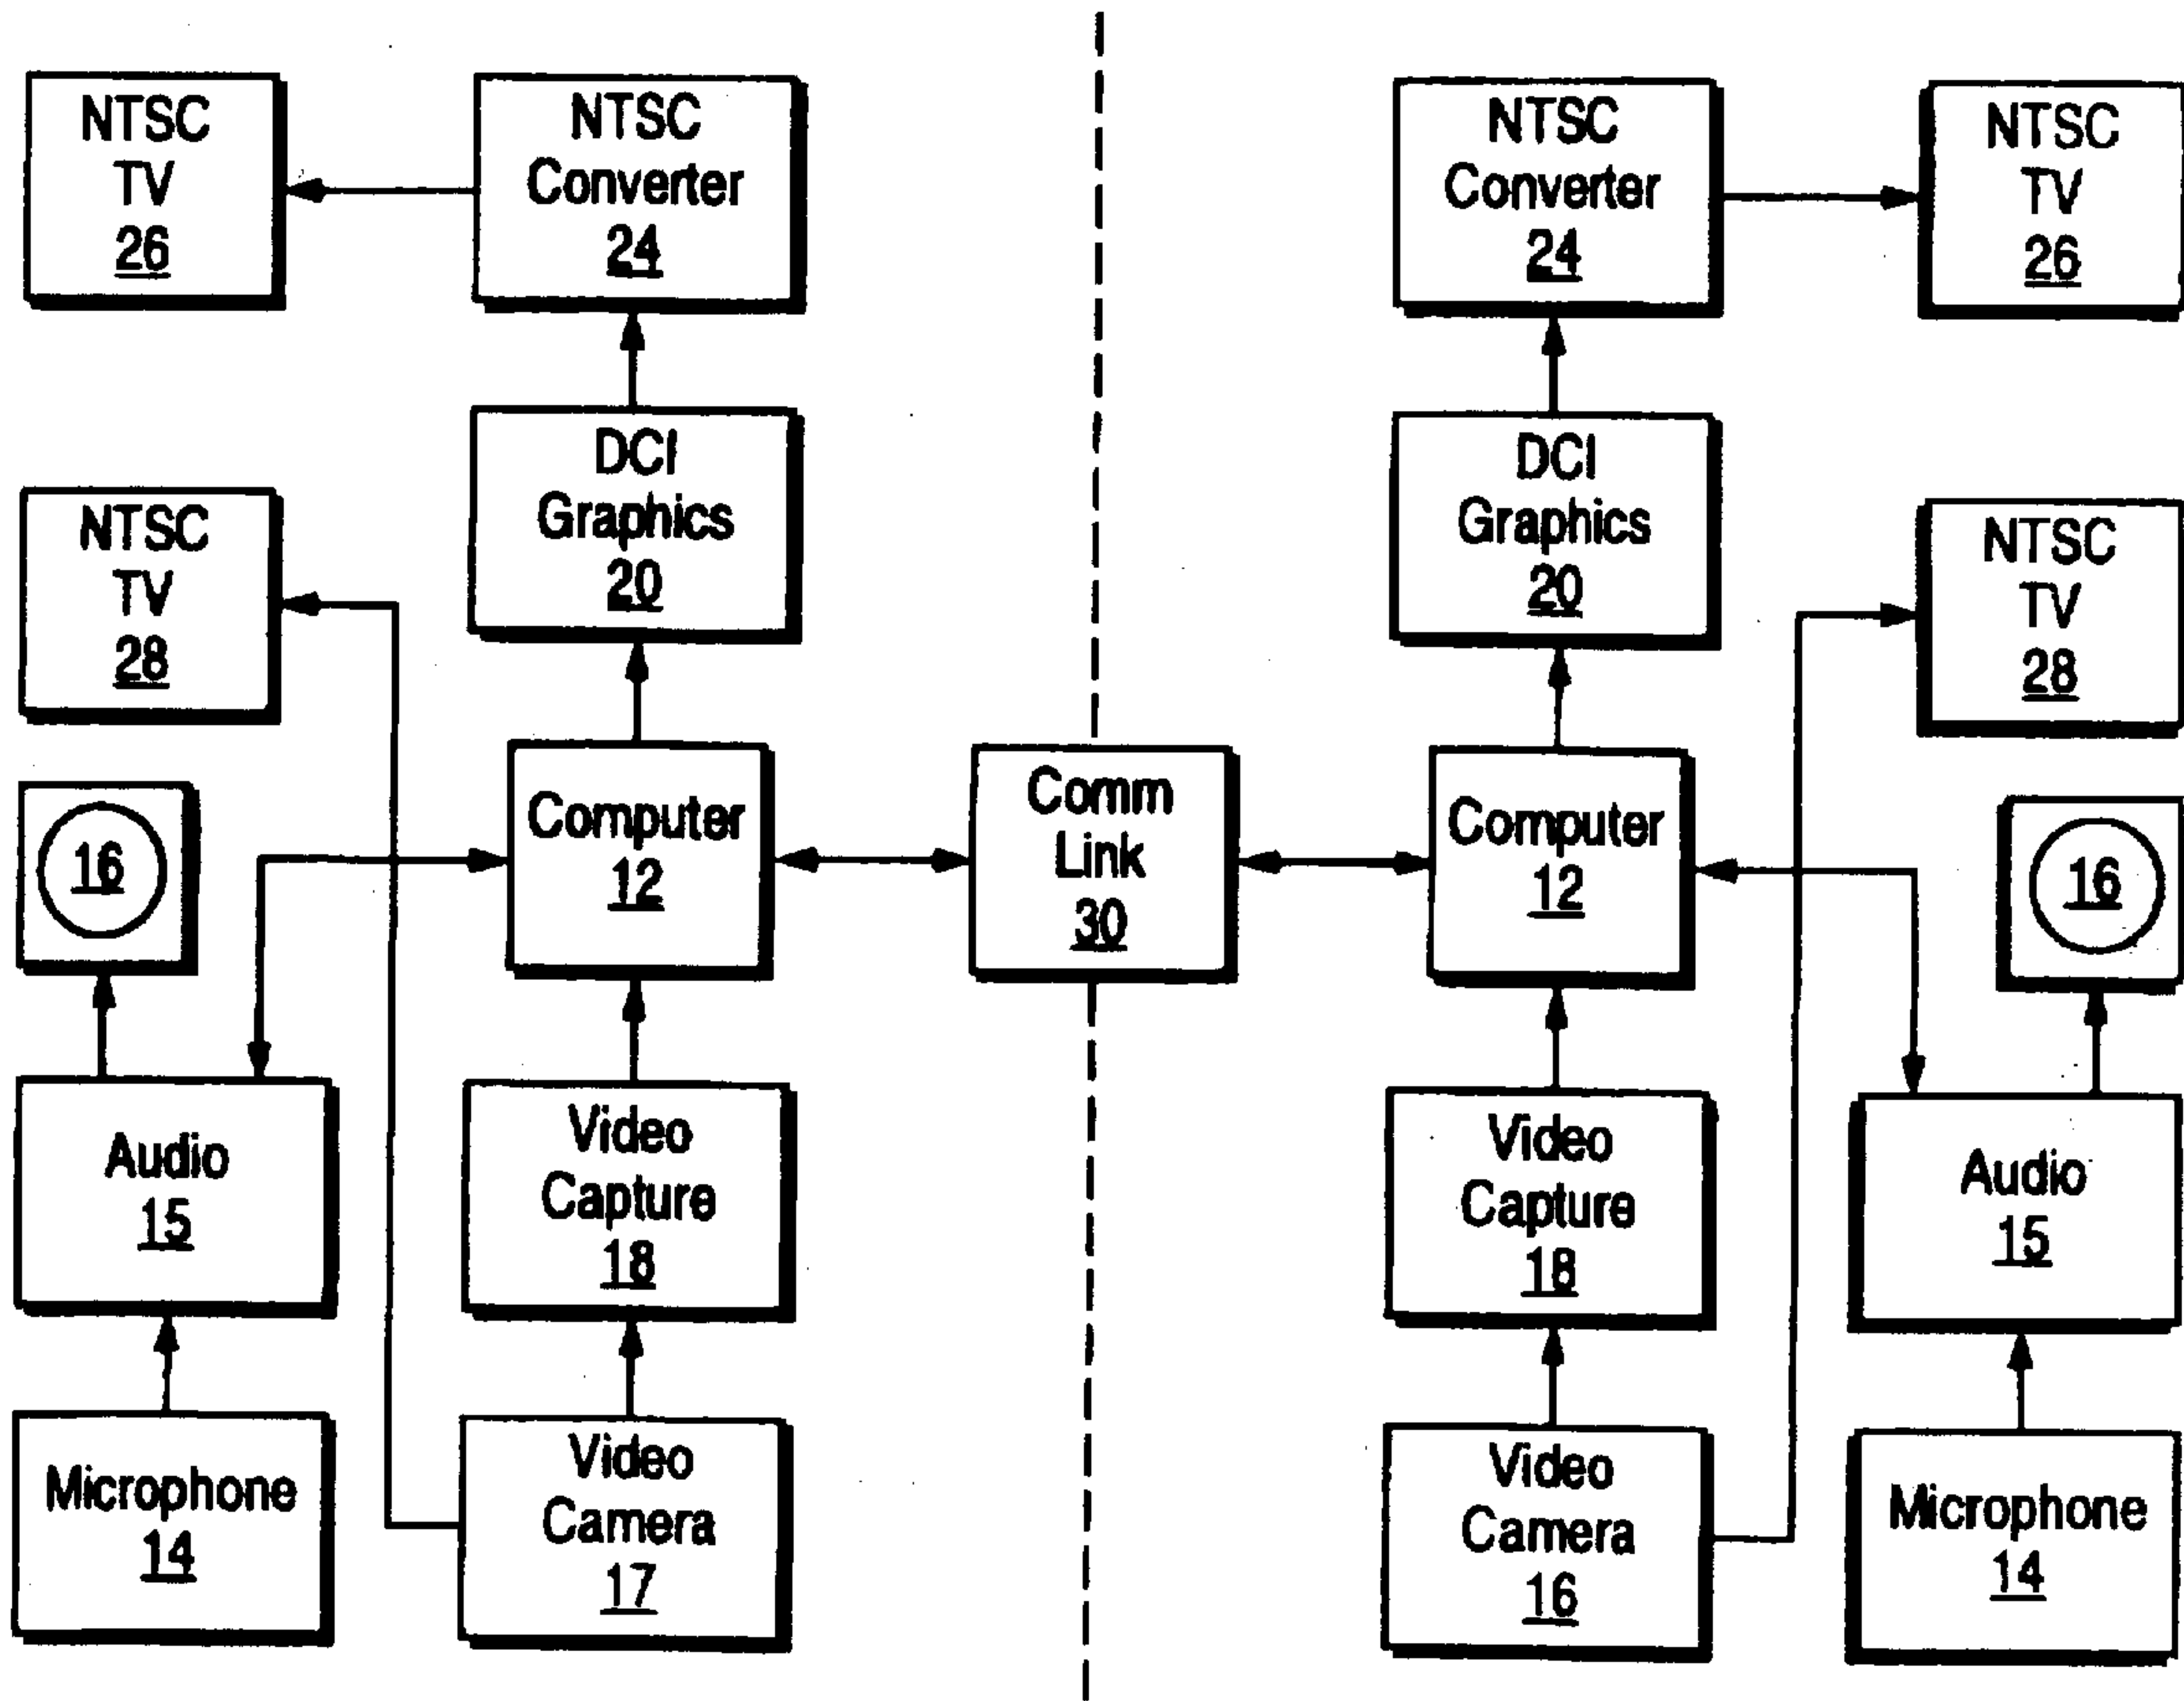 NTSC
TV
26
NTSC
Converter
24
NTSC
Converter
24
NTSC
TV
26
DCI
Graphics
20
DCI
Graphics
20
NTSC
TV
28
NTSC
TV
28
16
Computer
12
Comm
Link
30
Computer
12
16
Audio
15
Video
Capture
18
Video
Capture
18
Audio
15
Microphone
14
Video
Camera
17
Video
Camera
16
Microphone
14